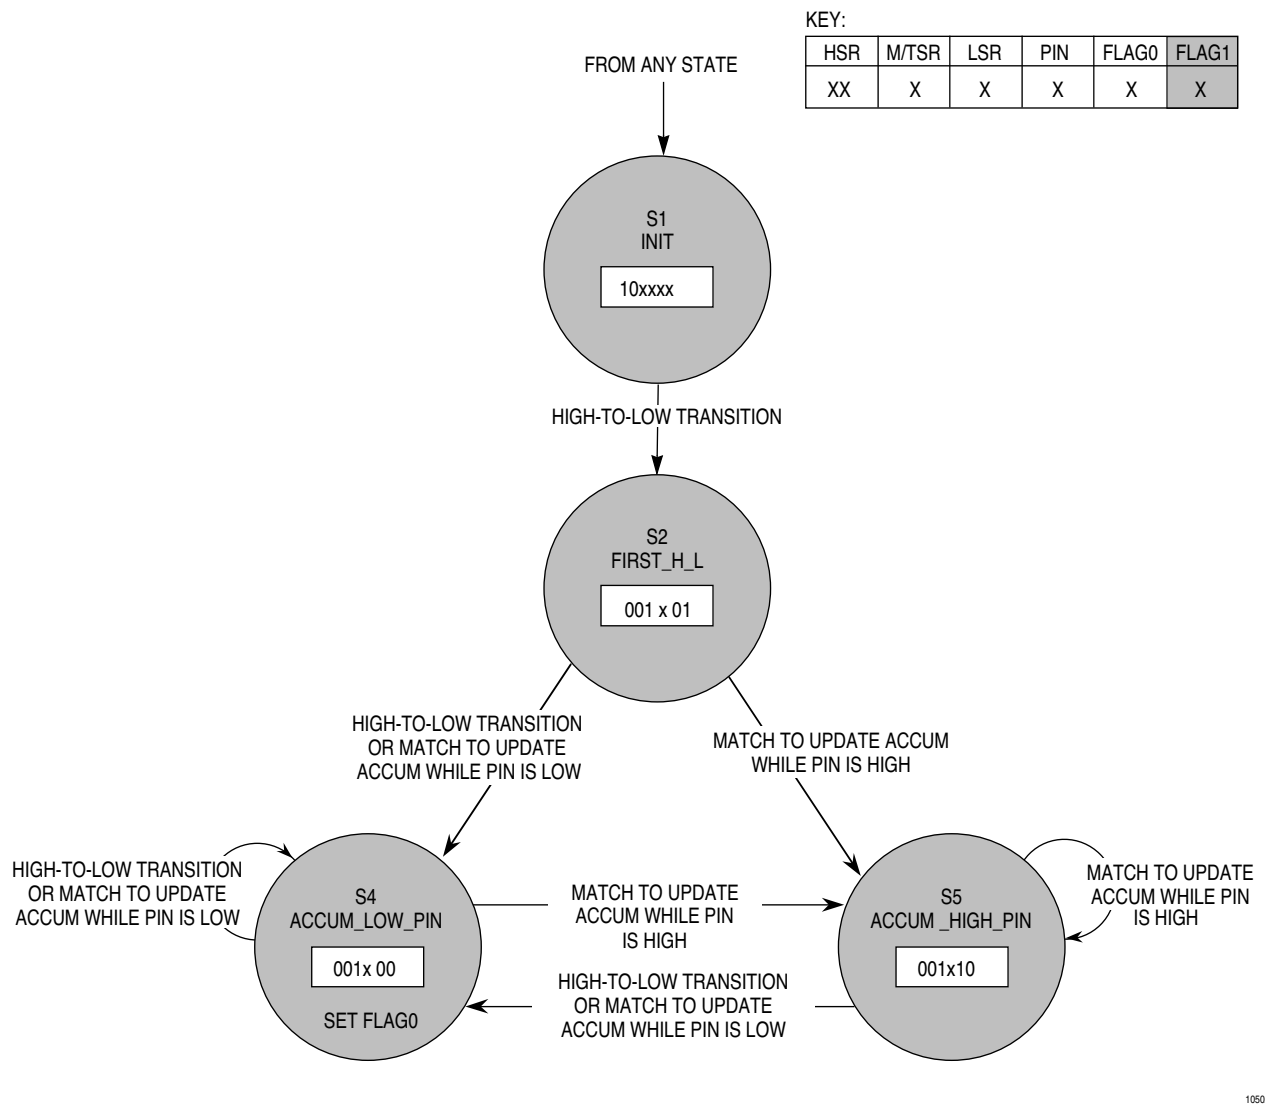 KEY:
HSR M/TSR LSR PIN FLAG0 FLAG1
XX X X X X X
FROM ANY STATE
S1
INIT
10xxxx
HIGH-TO-LOW TRANSITION
S2
FIRST_H_L
001 x 01
HIGH-TO-LOW TRANSITION
OR MATCH TO UPDATE
ACCUM WHILE PIN IS LOW
MATCH TO UPDATE ACCUM
WHILE PIN IS HIGH
HIGH-TO-LOW TRANSITION
OR MATCH TO UPDATE
ACCUM WHILE PIN IS LOW
S4
ACCUM_LOW_PIN
001x 00
SET FLAG0
MATCH TO UPDATE
ACCUM WHILE PIN
IS HIGH
HIGH-TO-LOW TRANSITION
OR MATCH TO UPDATE
ACCUM WHILE PIN IS LOW
S5
ACCUM _HIGH_PIN
001x10
MATCH TO UPDATE
ACCUM WHILE PIN
IS HIGH
1050